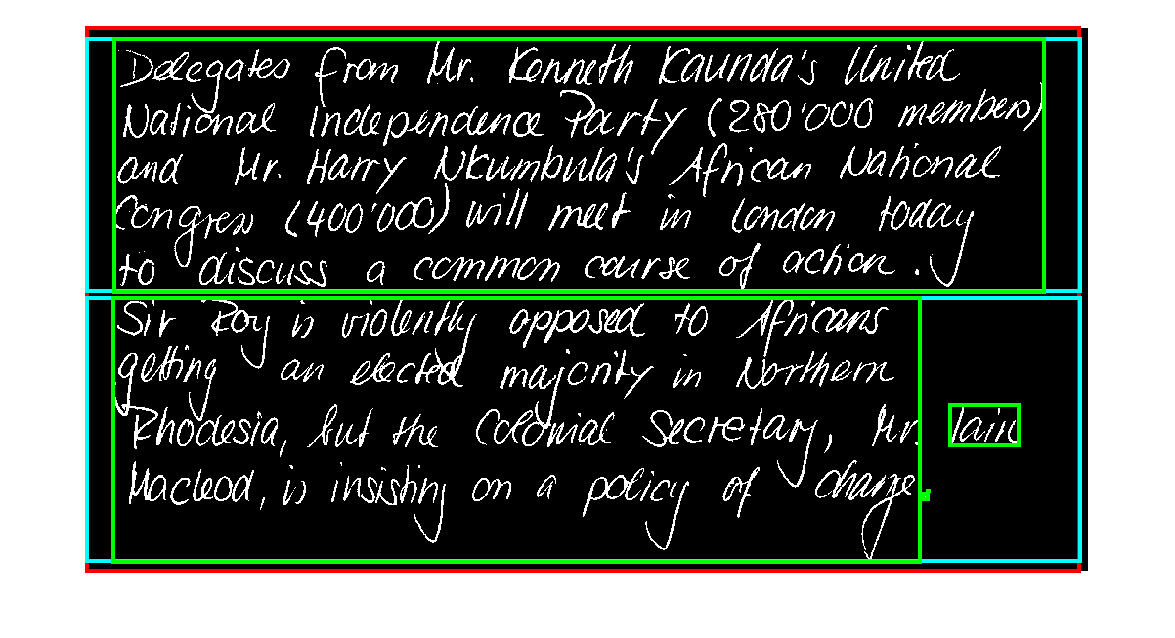 Delegates from Mr. Kenneth Kaunda's United
National Independence Party (280'000 members)
and Mr. Harry Nkumbula's African National
Congress (400'000) will meet in London today
to discuss a common course of action.
Sir Roy is violently opposed to Africans
getting an elected majority in Northern
Rhodesia, but the Colonial Secretary, Mr. Iain
Macleod, is insisting on a policy of change.